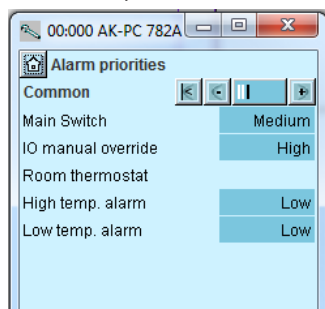 00:000 AK-PC 782A
Alarm priorities
Common
Main Switch Medium
IO manual override High
Room thermostat
High temp. alarm Low
Low temp. alarm Low